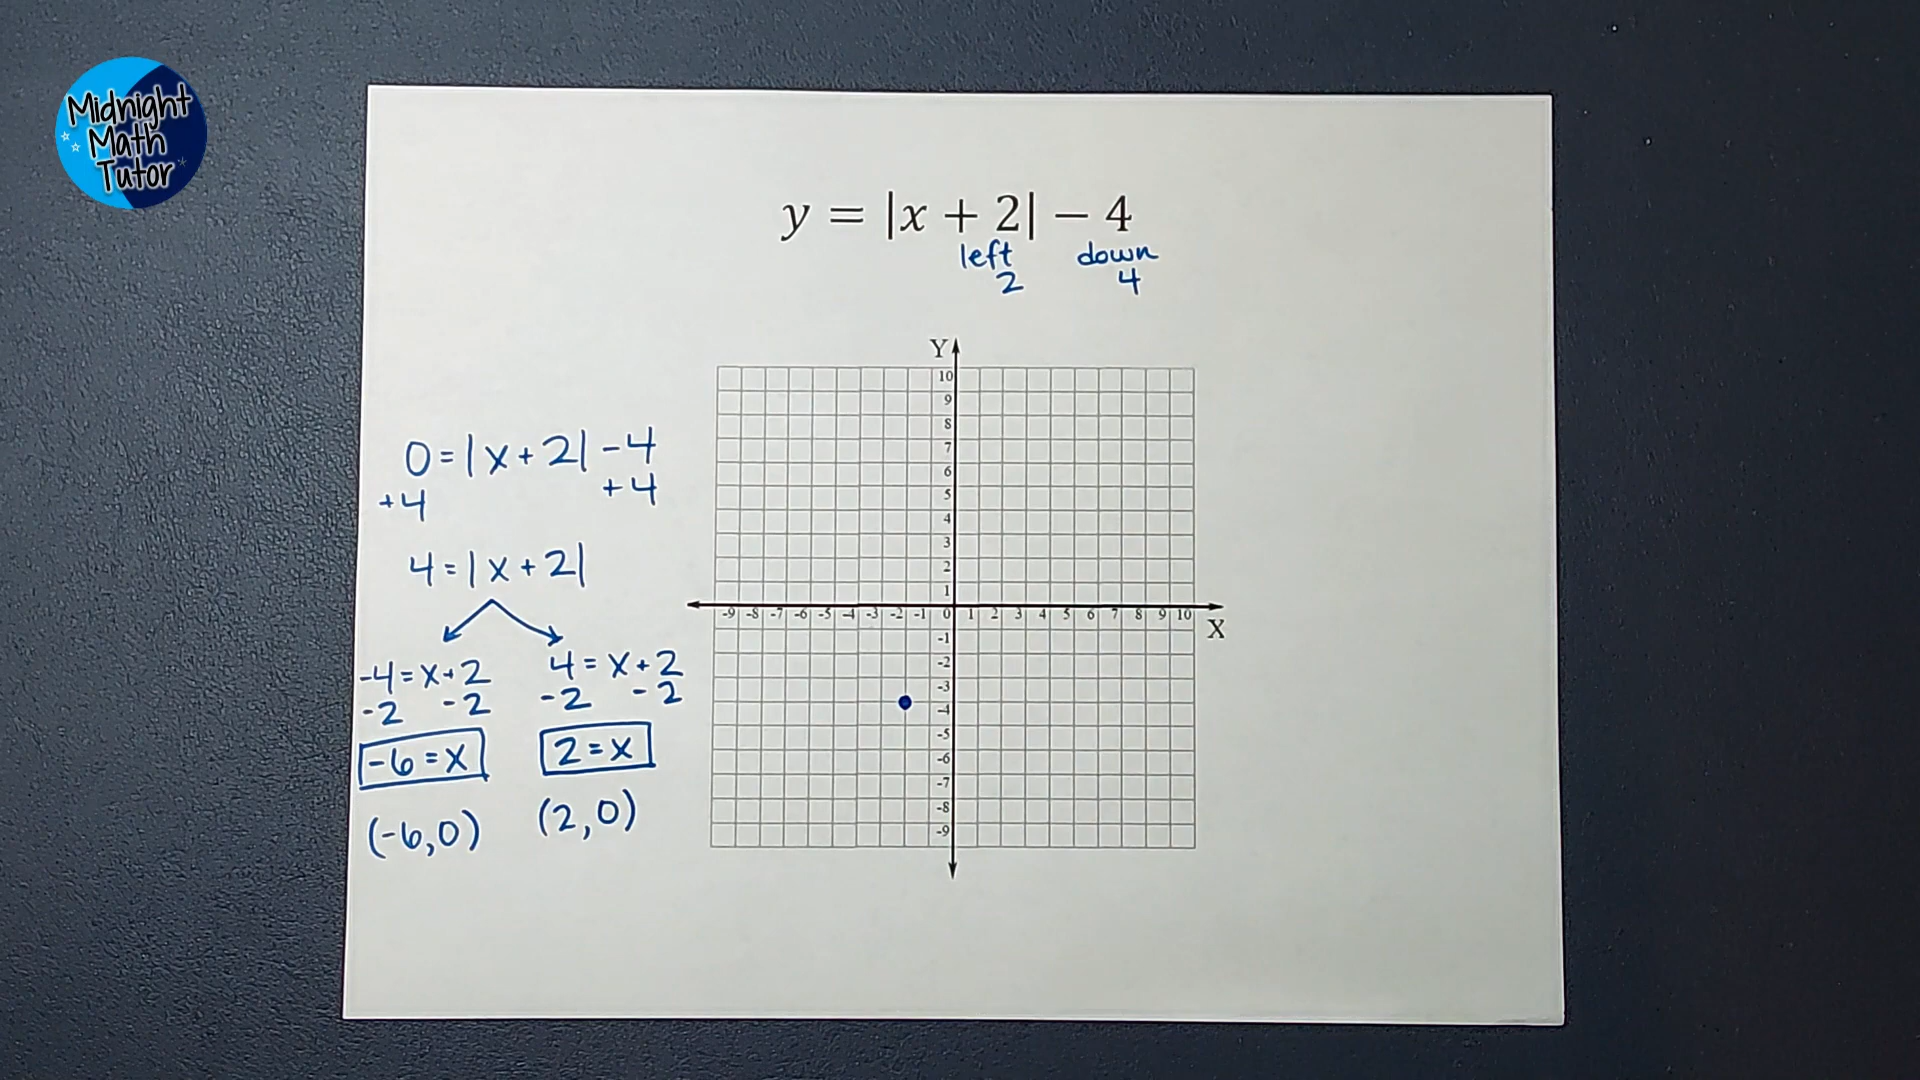 Midnight
Math
Tutor
y = |x + 2| − 4
left
2
down
4
0 = |x + 2| - 4
+4 +4
4 = |x + 2|
-4 = x + 2
-2 -2
-6 = x
(-6,0)
4 = x + 2
-2 -2
2 = x
(2,0)
Y
10
9
8
7
6
5
4
3
2
1
-9 -8 -7 -6 -5 -4 -3 -2 -1 0 1 2 3 4 5 6 7 8 9 10
X
-1
-2
-3
-4
-5
-6
-7
-8
-9